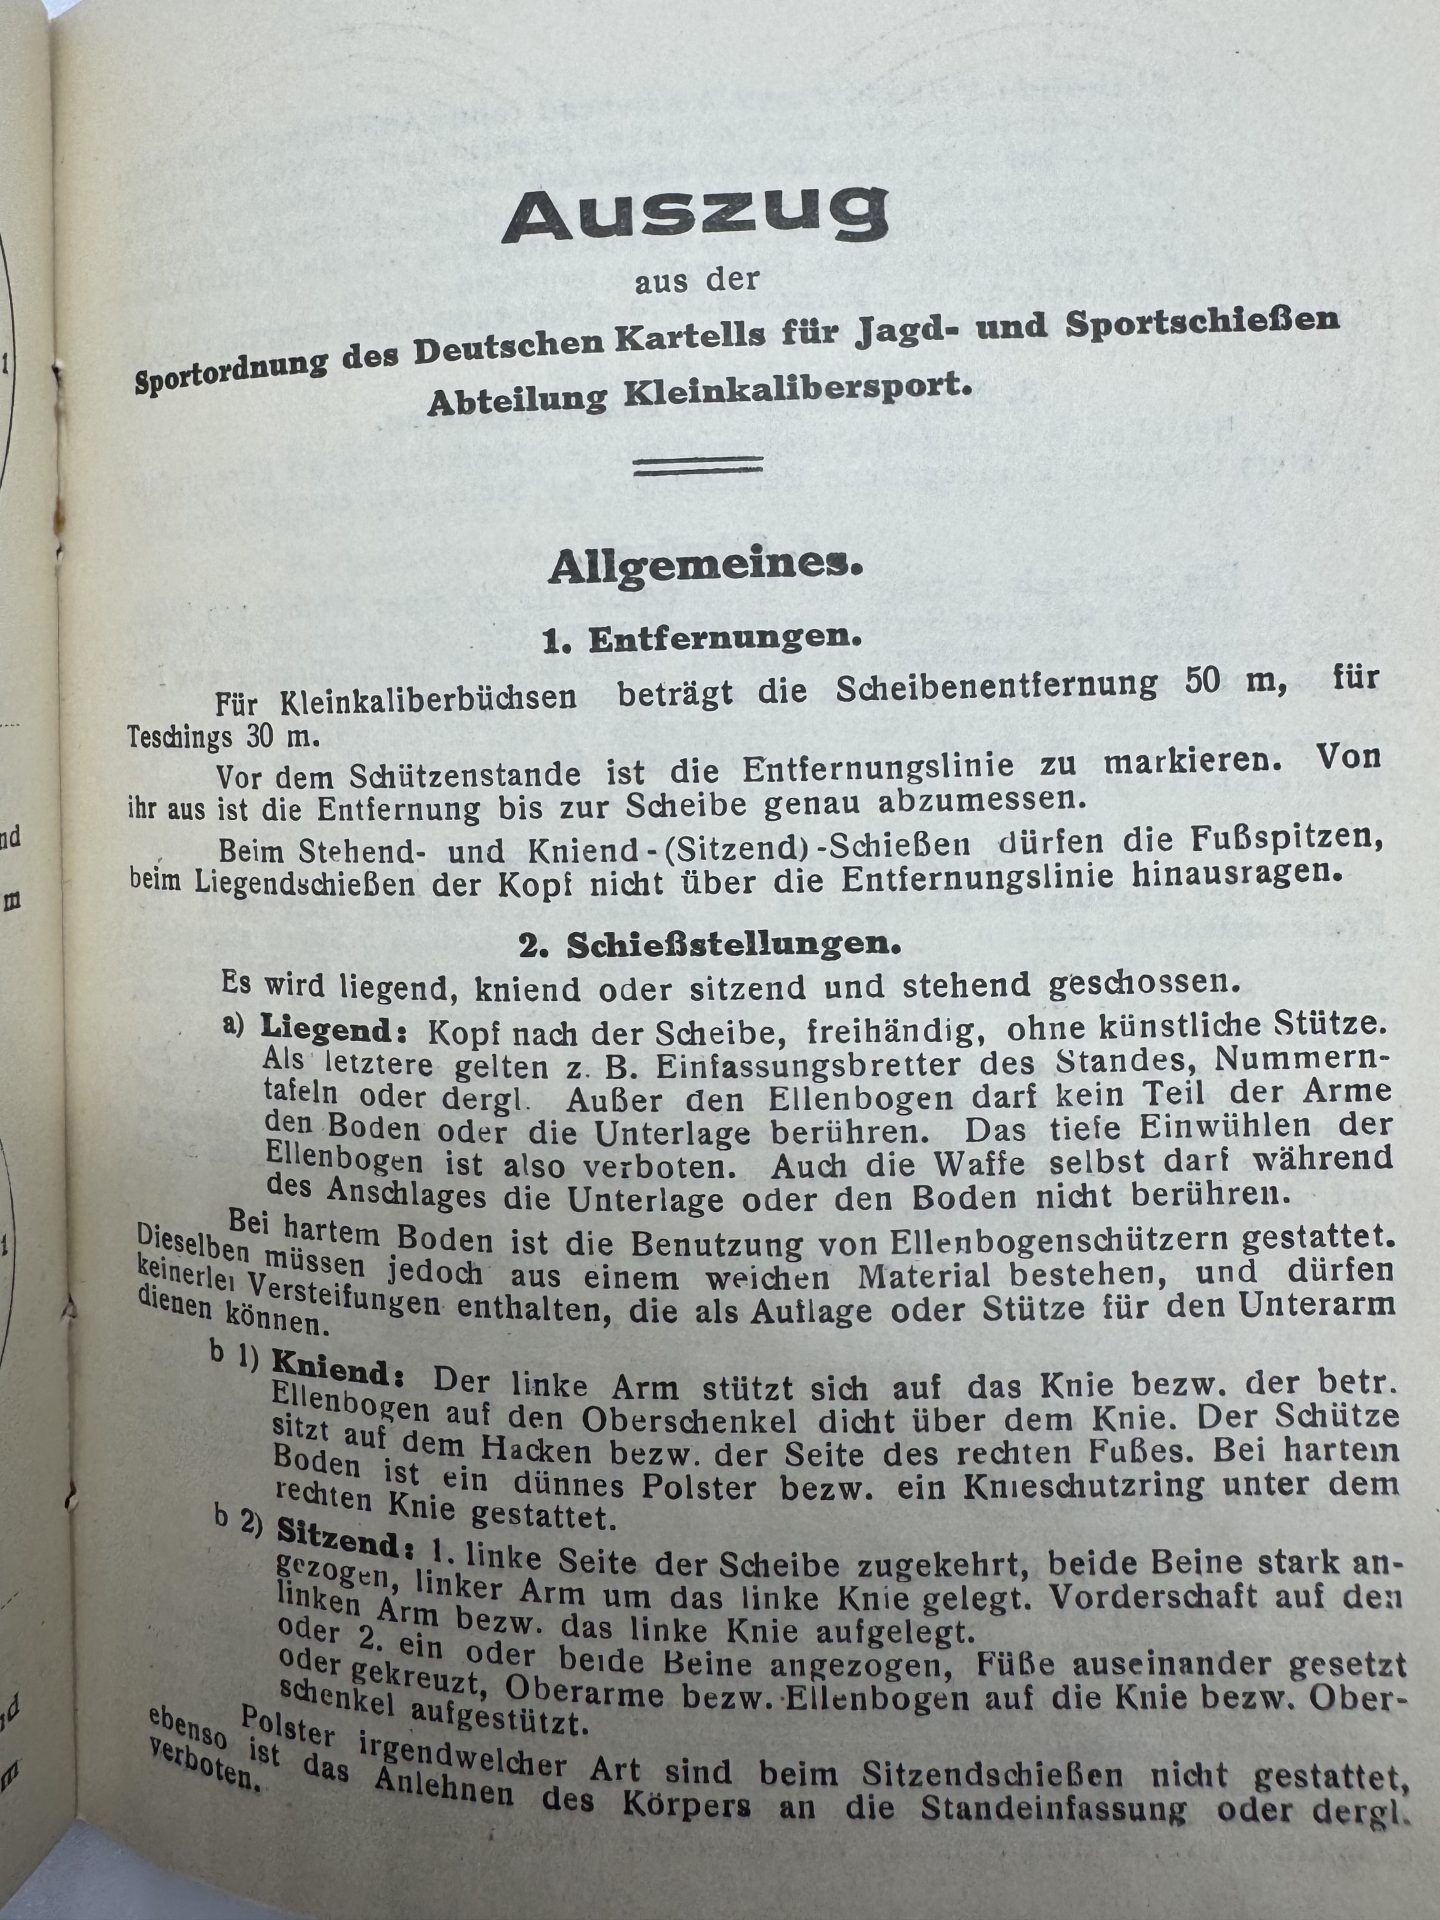 Auszug
aus der
Sportordnung des Deutschen Kartells für Jagd- und Sportschießen
Abteilung Kleinkalibersport.
Allgemeines.
1. Entfernungen.
Für Kleinkaliberbüchsen beträgt die Scheibenentfernung 50 m, für
Teschings 30 m.
Vor dem Schützenstande ist die Entfernungslinie zu markieren. Von
ihr aus ist die Entfernung bis zur Scheibe genau abzumessen.
Beim Stehend- und Kniend-(Sitzend)-Schießen dürfen die Fußspitzen,
beim Liegendschießen der Kopf nicht über die Entfernungslinie hinausragen.
2. Schießstellungen.
Es wird liegend, kniend oder sitzend und stehend geschossen.
a) Liegend: Kopf nach der Scheibe, freihändig, ohne künstliche Stütze.
Als letztere gelten z. B. Einfassungsbretter des Standes, Nummern-
tafeln oder dergl. Außer den Ellenbogen darf kein Teil der Arme
den Boden oder die Unterlage berühren. Das tiefe Einwühlen der
Ellenbogen ist also verboten. Auch die Waffe selbst darf während
des Anschlages die Unterlage oder den Boden nicht berühren.
Bei hartem Boden ist die Benutzung von Ellenbogenschützern gestattet.
Dieselben müssen jedoch aus einem weichen Material bestehen, und dürfen
keinerlei Versteifungen enthalten, die als Auflage oder Stütze für den Unterarm
dienen können.
b 1) Kniend: Der linke Arm stützt sich auf das Knie bezw. der betr.
Ellenbogen auf den Oberschenkel dicht über dem Knie. Der Schütze
sitzt auf dem Hacken bezw. der Seite des rechten Fußes. Bei hartem
Boden ist ein dünnes Polster bezw. ein Knieschutzring unter dem
rechten Knie gestattet.
b 2) Sitzend: 1. linke Seite der Scheibe zugekehrt, beide Beine stark an-
gezogen, linker Arm um das linke Knie gelegt. Vorderschaft auf den
linken Arm bezw. das linke Knie aufgelegt.
oder 2. ein oder beide Beine angezogen, Füße auseinander gesetzt
oder gekreuzt, Oberarme bezw. Ellenbogen auf die Knie bezw. Ober-
schenkel aufgestützt.
Polster irgendwelcher Art sind beim Sitzendschießen nicht gestattet,
ebenso ist das Anlehnen des Körpers an die Standeinfassung oder dergl.
verboten.